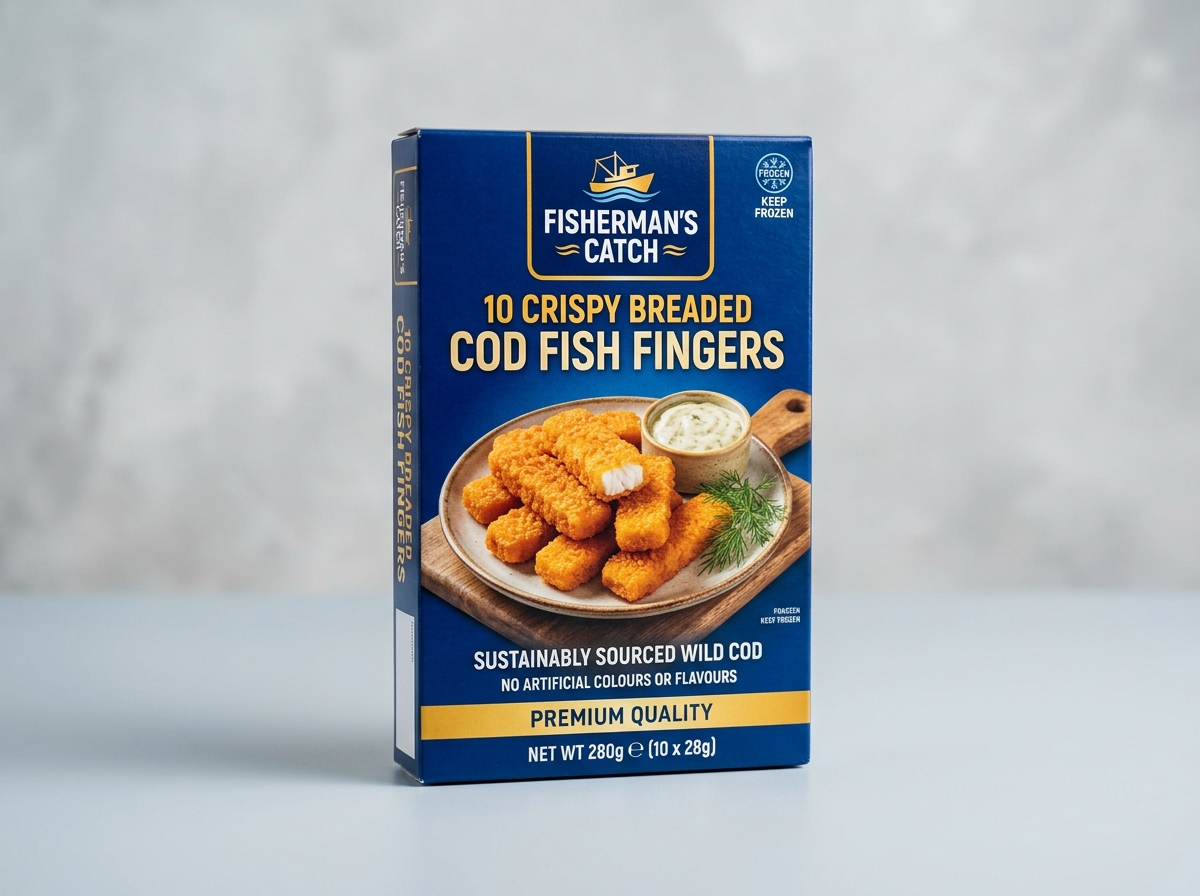 FISHERMAN'S
CATCH
FROZEN
KEEP
FROZEN
10 CRISPY BREADED
COD FISH FINGERS
KEEP FROZEN
SUSTAINABLY SOURCED WILD COD
NO ARTIFICIAL COLOURS OR FLAVOURS
PREMIUM QUALITY
NET WT 280g ℮ (10 x 28g)
10 CRISPY BREADED
COD FISH FINGERS